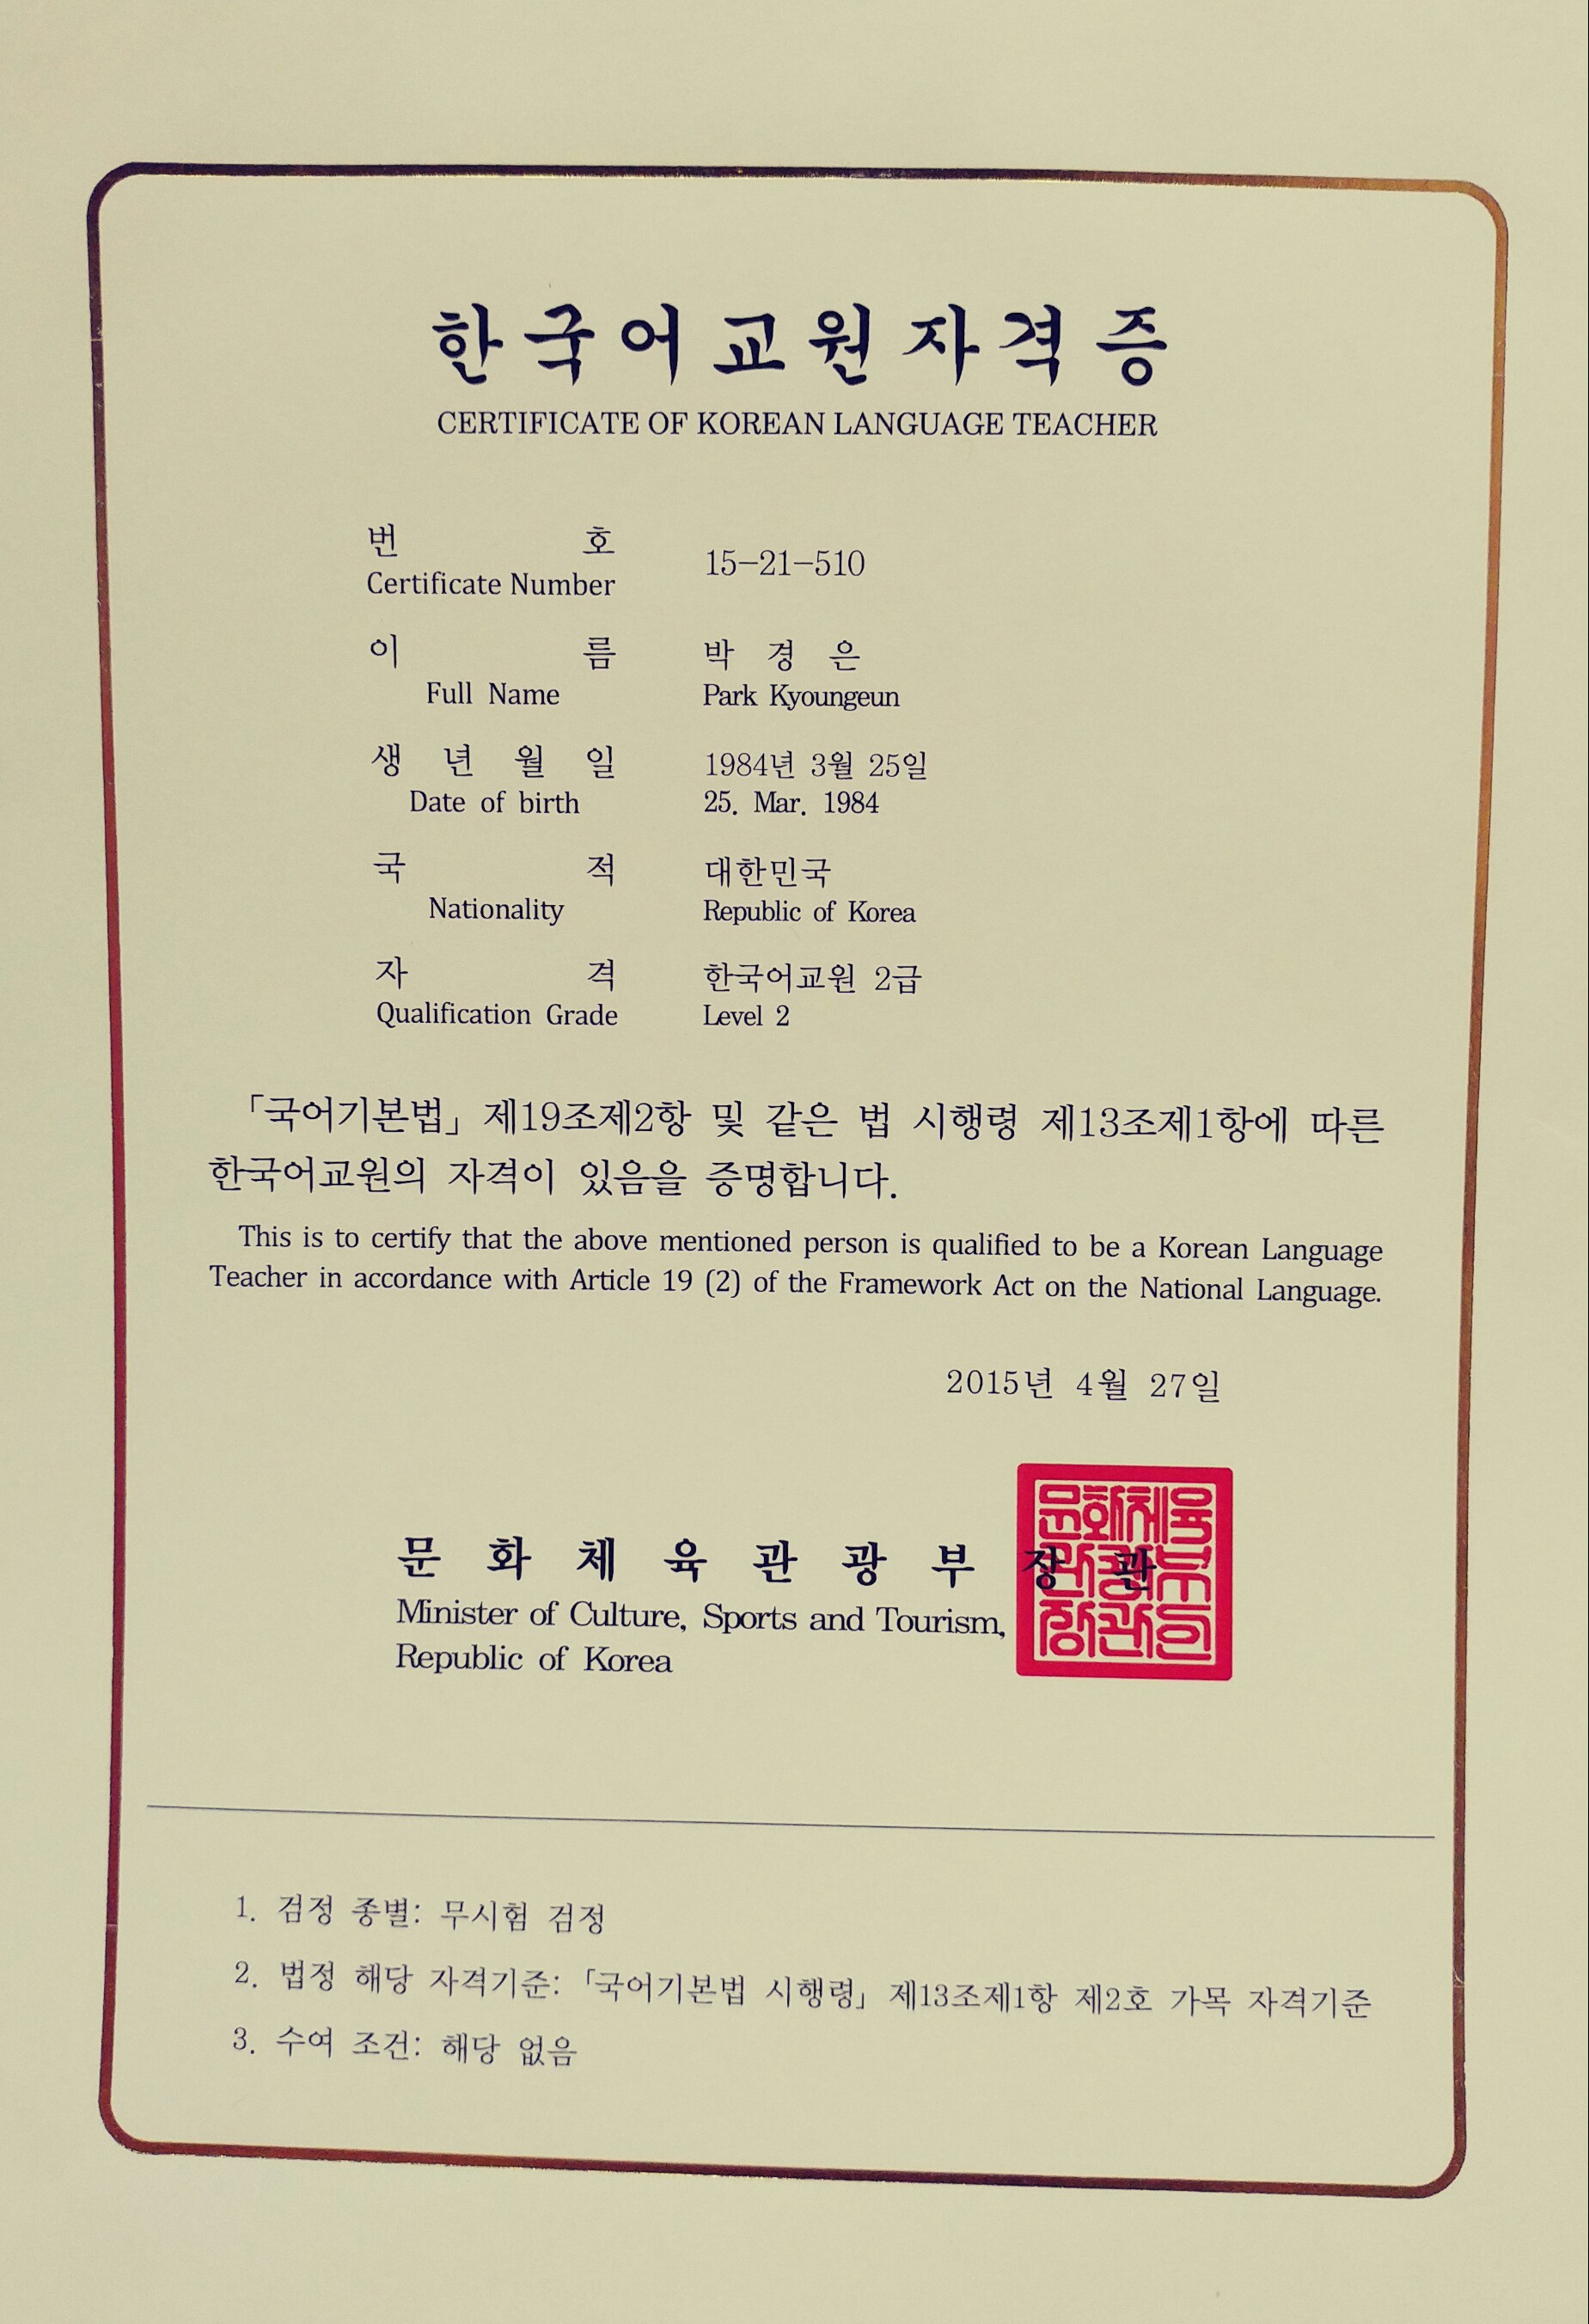 한국어교원자격증
CERTIFICATE OF KOREAN LANGUAGE TEACHER
번 호
Certificate Number
15-21-510
이 름
Full Name
박 경 은
Park Kyoungeun
생 년 월 일
Date of birth
1984년 3월 25일
25. Mar. 1984
국 적
Nationality
대한민국
Republic of Korea
자 격
Qualification Grade
한국어교원 2급
Level 2
「국어기본법」 제19조제2항 및 같은 법 시행령 제13조제1항에 따른
한국어교원의 자격이 있음을 증명합니다.
This is to certify that the above mentioned person is qualified to be a Korean Language
Teacher in accordance with Article 19 (2) of the Framework Act on the National Language.
2015년 4월 27일
문 화 체 육 관 광 부 장 관
Minister of Culture, Sports and Tourism,
Republic of Korea
문화체육
관광부
장관인
1. 검정 종별: 무시험 검정
2. 법정 해당 자격기준: 「국어기본법 시행령」 제13조제1항 제2호 가목 자격기준
3. 수여 조건: 해당 없음